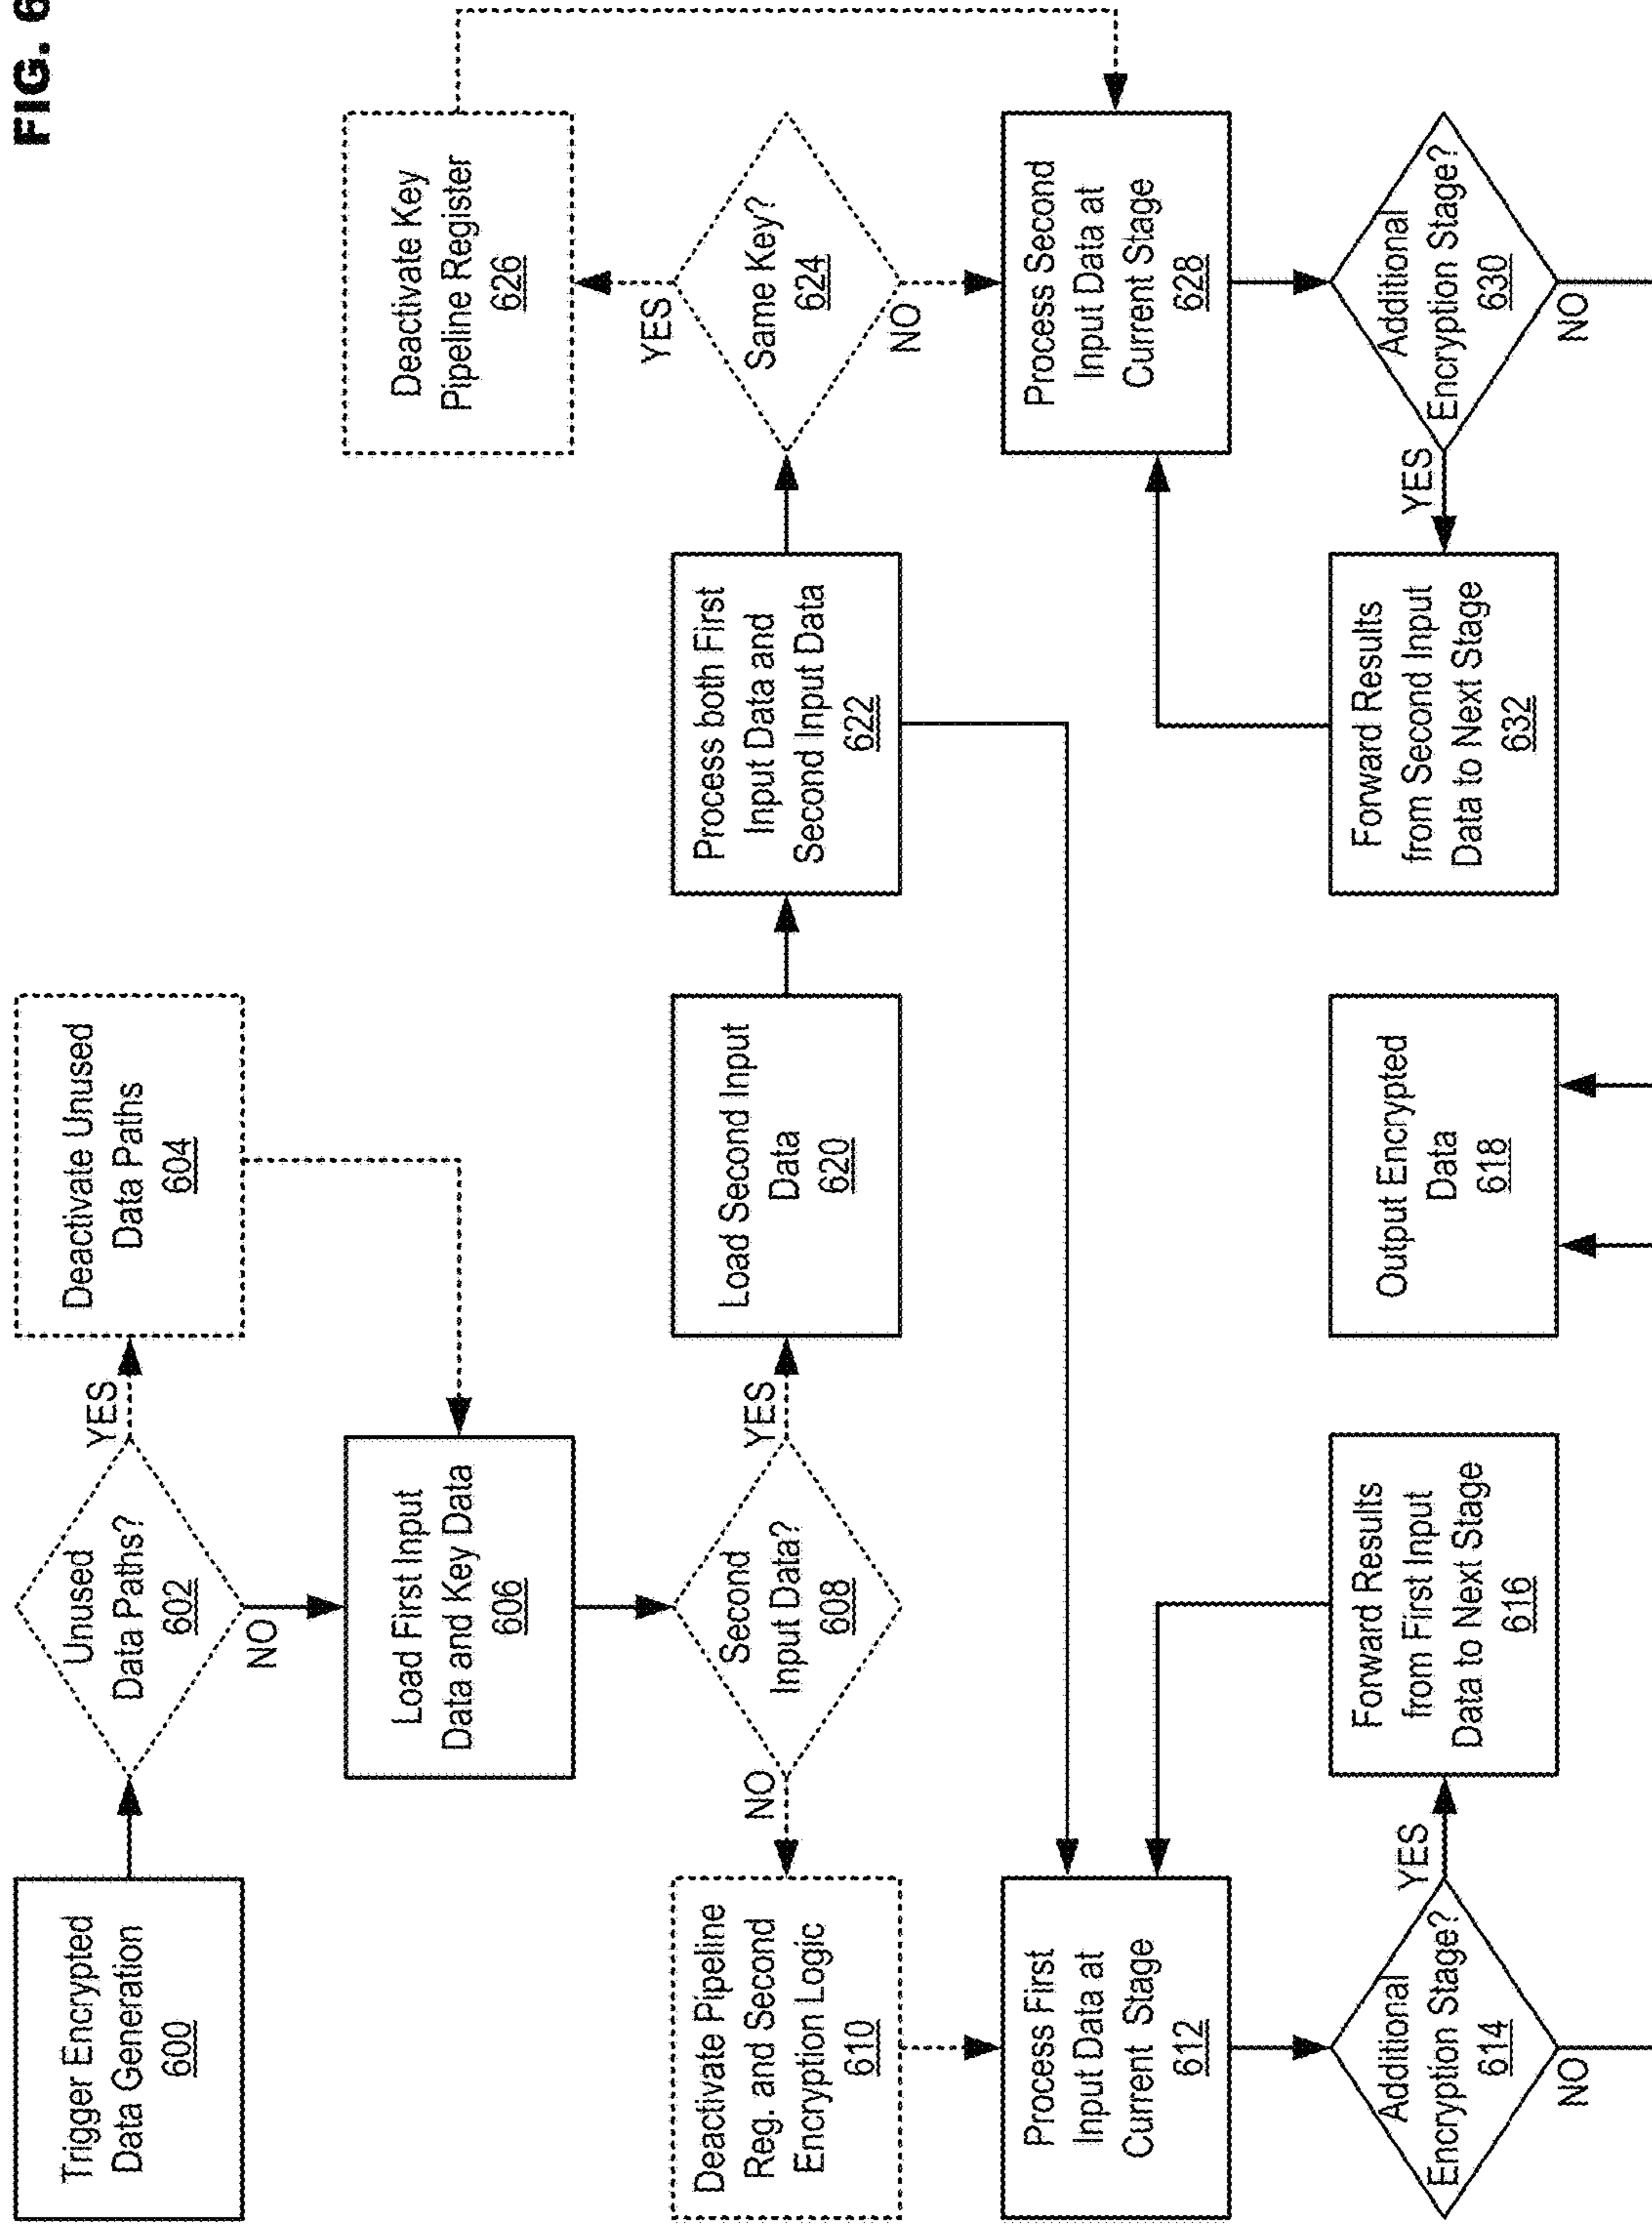 FIG. 6
Trigger Encrypted
Data Generation
600
Unused
Data Paths?
602
YES
NO
Deactivate Unused
Data Paths
604
Load First Input
Data and Key Data
606
Second
Input Data?
608
NO
YES
Deactivate Pipeline
Reg. and Second
Encryption Logic
610
Load Second Input
Data
620
Process both First
Input Data and
Second Input Data
622
Same Key?
624
YES
NO
Deactivate Key
Pipeline Register
626
Process First
Input Data at
Current Stage
612
Process Second
Input Data at
Current Stage
628
Additional
Encryption Stage?
614
YES
NO
Forward Results
from First Input
Data to Next Stage
616
Output Encrypted
Data
618
Forward Results
from Second Input
Data to Next Stage
632
YES
Additional
Encryption Stage?
630
NO